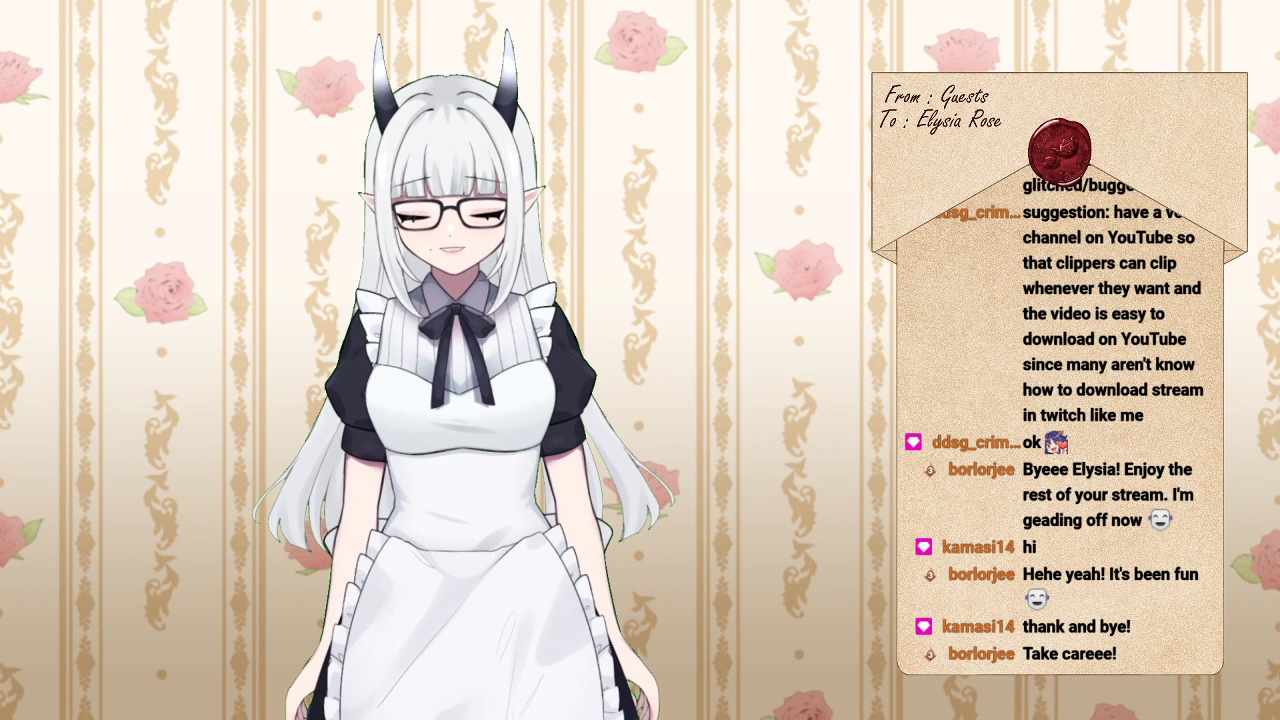 From : Guests
To : Elysia Rose
suggestion: have a
channel on YouTube so
that clippers can clip
whenever they want and
the video is easy to
download on YouTube
since many aren't know
how to download stream
in twitch like me
ddsg_crim... ok
borlorjee Byeee Elysia! Enjoy the
rest of your stream. I'm
geading off now
kamasi14 hi
borlorjee Hehe yeah! It's been fun
kamasi14 thank and bye!
borlorjee Take careee!